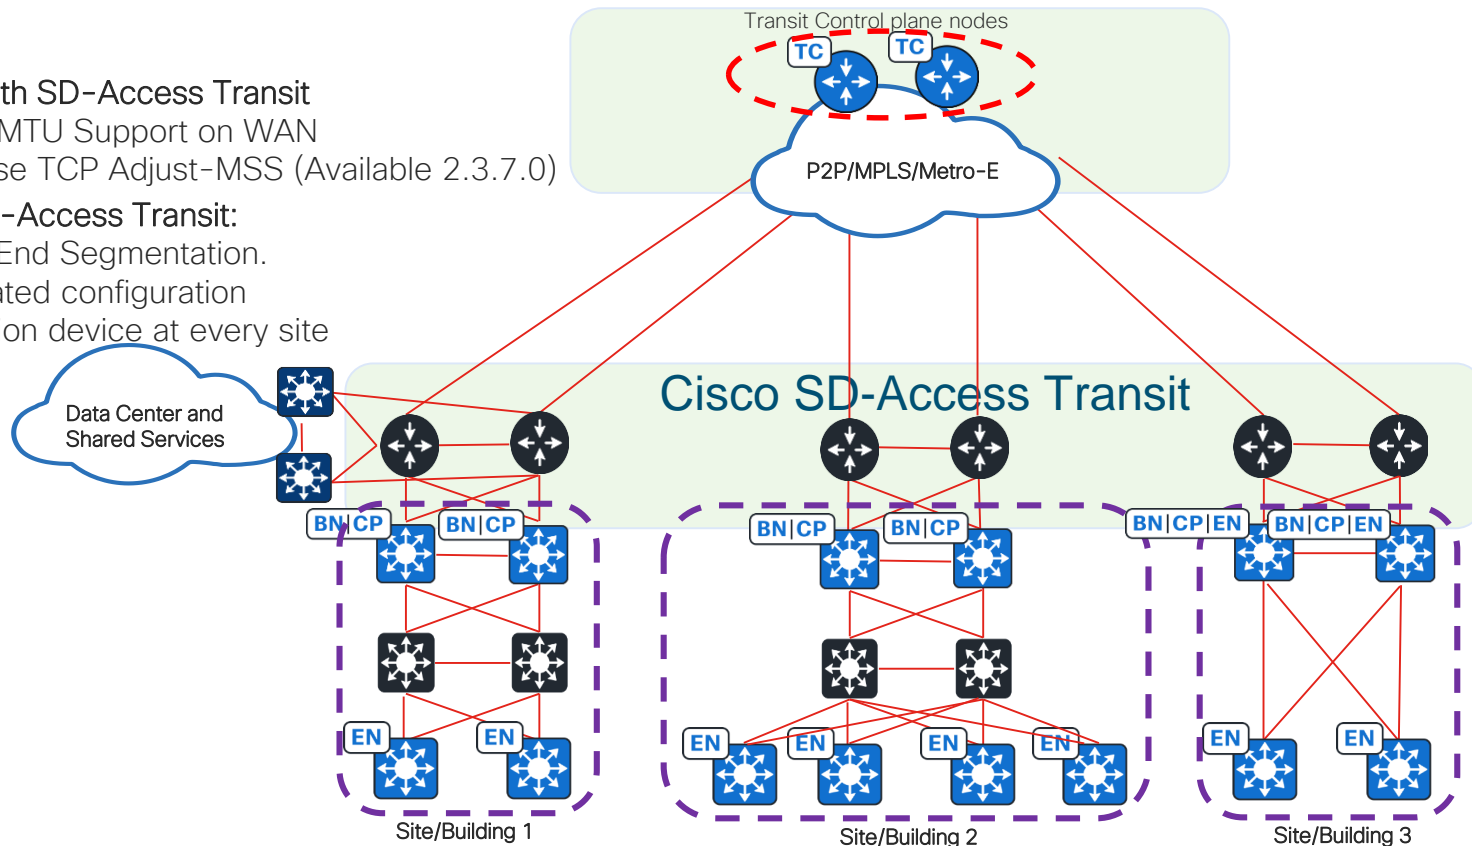 Transit Control plane nodes
TC
TC
th SD-Access Transit
MTU Support on WAN
se TCP Adjust-MSS (Available 2.3.7.0)
P2P/MPLS/Metro-E
-Access Transit:
End Segmentation.
ated configuration
ion device at every site
Cisco SD-Access Transit
Data Center and
Shared Services
BN|CP
BN|CP
BN|CP
BN|CP
BN|CP|EN
BN|CP|EN
EN
EN
EN
EN
EN
EN
EN
EN
Site/Building 1
Site/Building 2
Site/Building 3